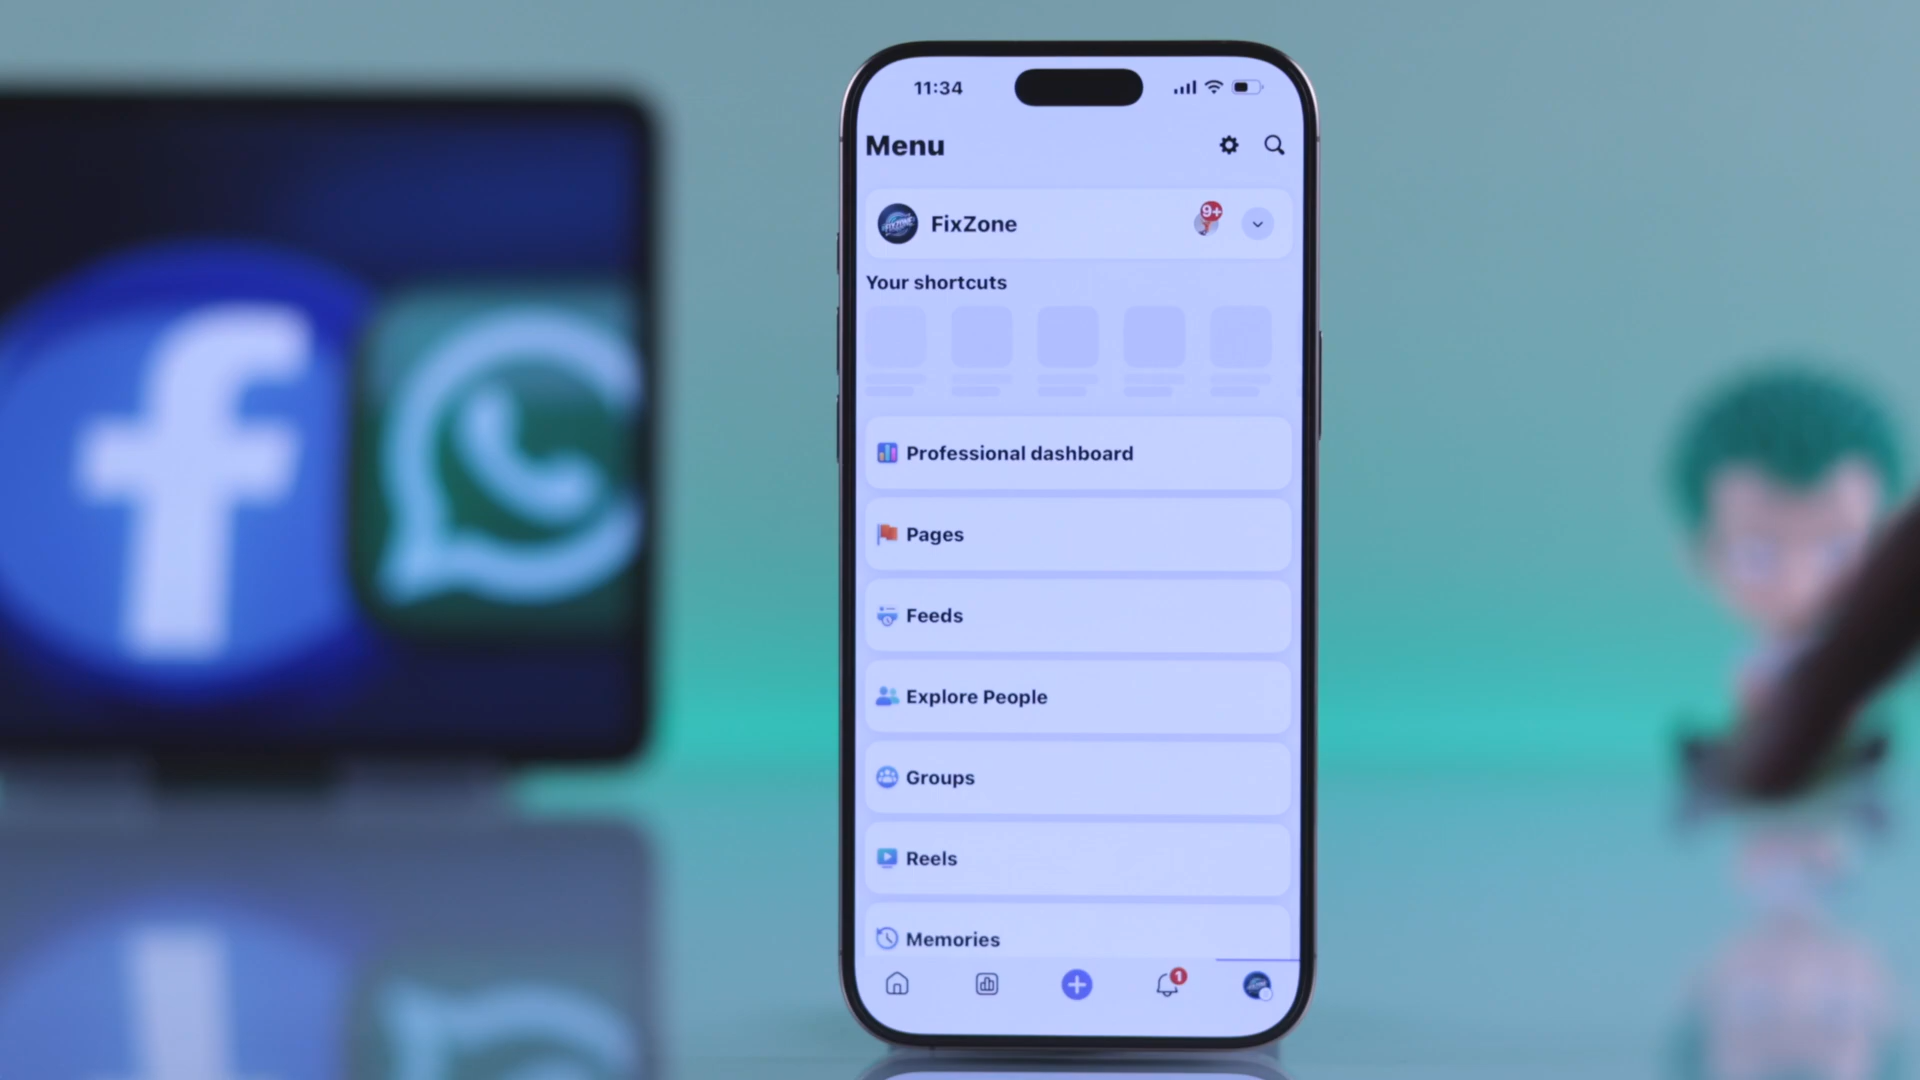 11:34
Menu
FixZone
9+
Your shortcuts
Professional dashboard
Pages
Feeds
Explore People
Groups
Reels
Memories
1